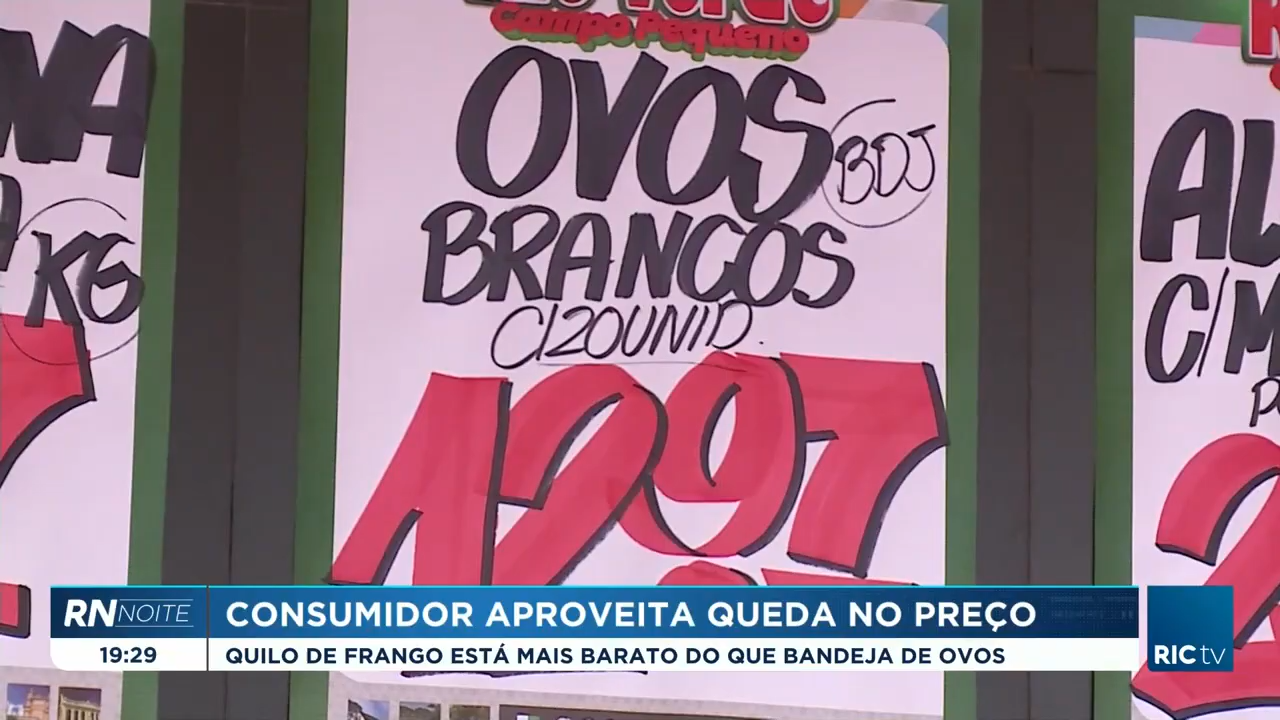 Campo Pequeno
OVOS
BDJ
BRANCOS
C/20UNID.
1297
KG
C/M
RN NOITE
CONSUMIDOR APROVEITA QUEDA NO PREÇO
19:29
QUILO DE FRANGO ESTÁ MAIS BARATO DO QUE BANDEJA DE OVOS
RIC tv